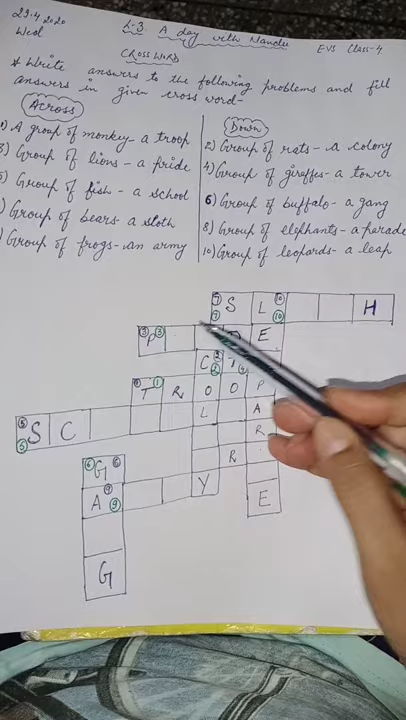 29.4.2020
L-3. A day with Nandu
EVS Class-4
Wed
CROSS WORD
* Write answers to the following problems and fill
answers in given cross word-
Across
1) A group of monkey- a troop
3) Group of lions- a pride
5) Group of fish- a school
) Group of bears- a sloth
) Group of frogs- an army
Down
2) Group of rats- a colony
4) Group of giraffes- a tower
6) Group of buffalo- a gang
8) Group of elephants- a parade
10) Group of leopards- a leap
S L H
P E
C T
T R O O P
S C L A
R
G R
A Y E
G